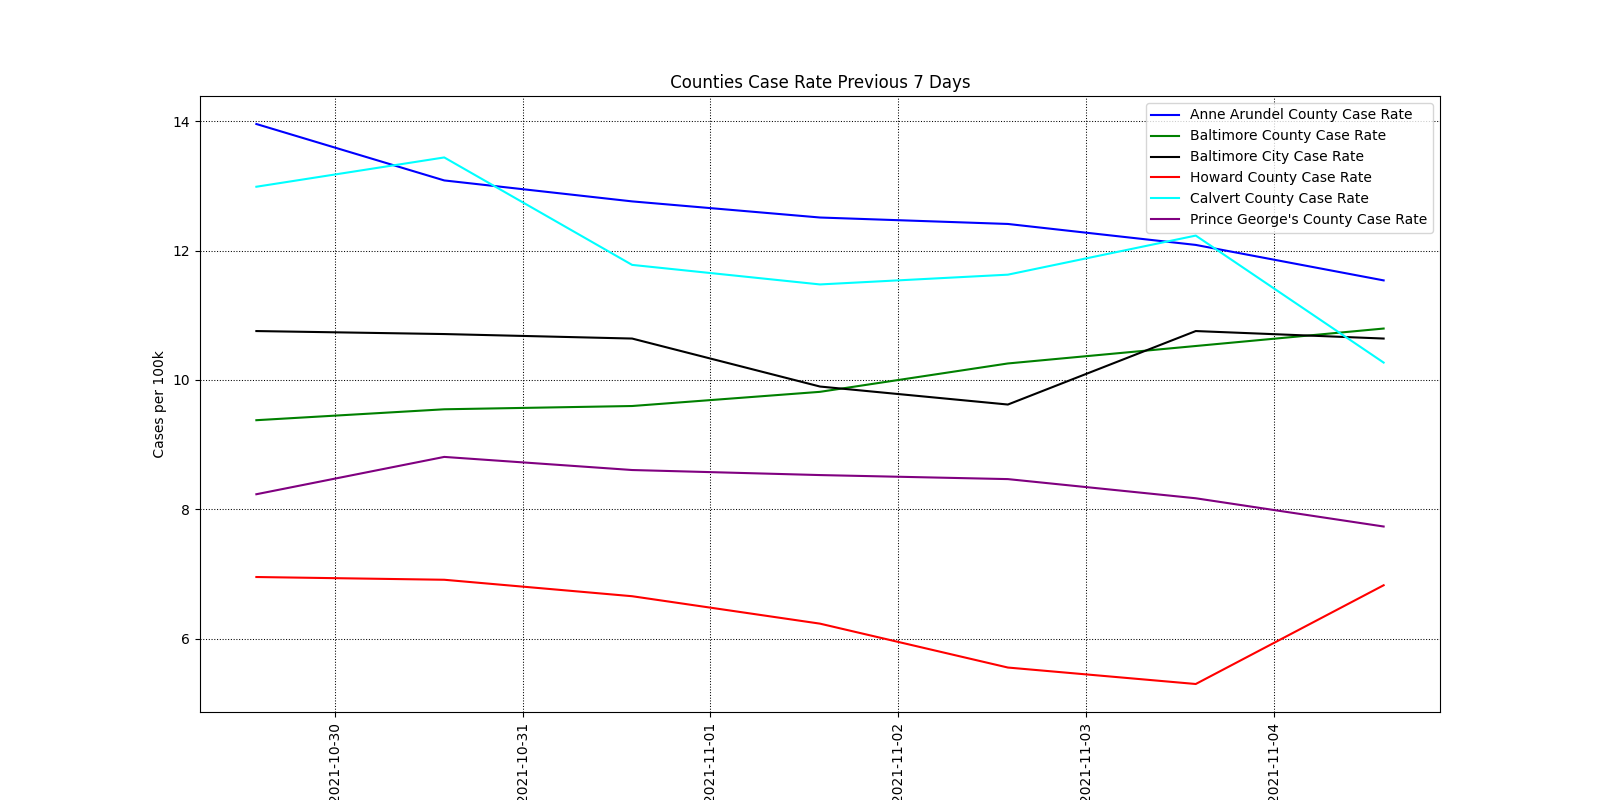 Counties Case Rate Previous 7 Days
Anne Arundel County Case Rate
Baltimore County Case Rate
Baltimore City Case Rate
Howard County Case Rate
Calvert County Case Rate
Prince George's County Case Rate
Cases per 100k
14
12
10
8
6
2021-10-30
2021-10-31
2021-11-01
2021-11-02
2021-11-03
2021-11-04